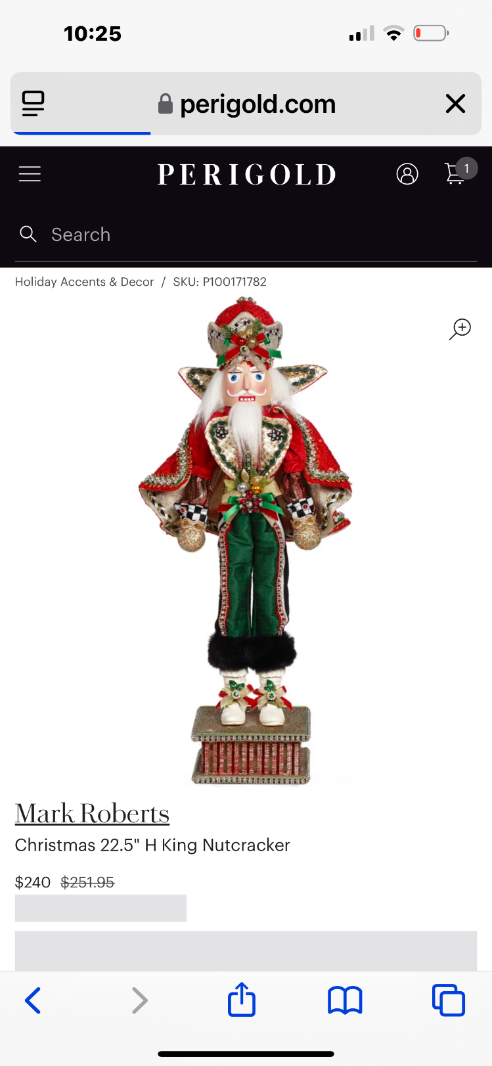 10:25
perigold.com
PERIGOLD
1
Search
Holiday Accents & Decor / SKU: P100171782
Mark Roberts
Christmas 22.5" H King Nutcracker
$240 $251.95